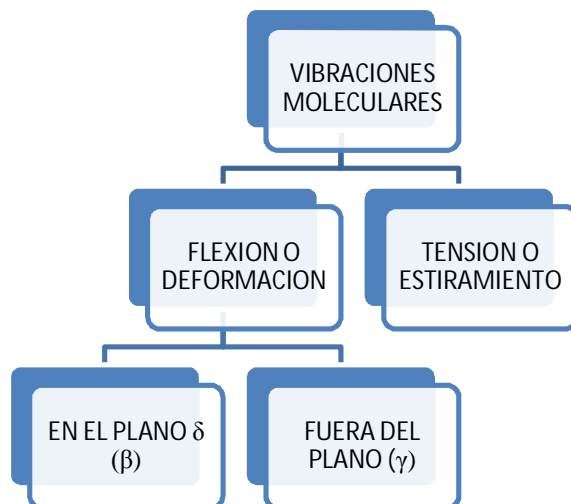 VIBRACIONES
MOLECULARES
FLEXION O
DEFORMACION
TENSION O
ESTIRAMIENTO
EN EL PLANO δ
(β)
FUERA DEL
PLANO (γ)